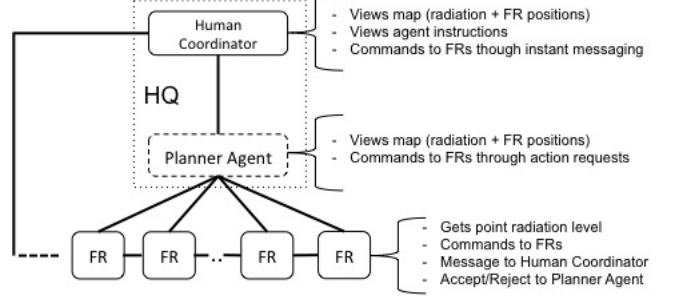 Human
Coordinator
- Views map (radiation + FR positions)
- Views agent instructions
- Commands to FRs though instant messaging
HQ
Planner Agent
- Views map (radiation + FR positions)
- Commands to FRs through action requests
FR
FR
..
FR
FR
- Gets point radiation level
- Commands to FRs
- Message to Human Coordinator
- Accept/Reject to Planner Agent